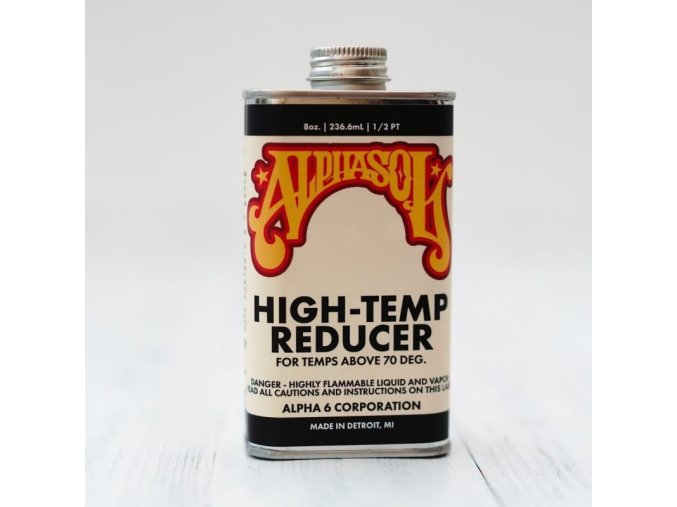 8oz. | 236.6mL | 1/2 PT
ALPHASOL
HIGH-TEMP
REDUCER
FOR TEMPS ABOVE 70 DEG.
DANGER - HIGHLY FLAMMABLE LIQUID AND VAPOR
ALL CAUTIONS AND INSTRUCTIONS ON THIS
ALPHA 6 CORPORATION
MADE IN DETROIT, MI